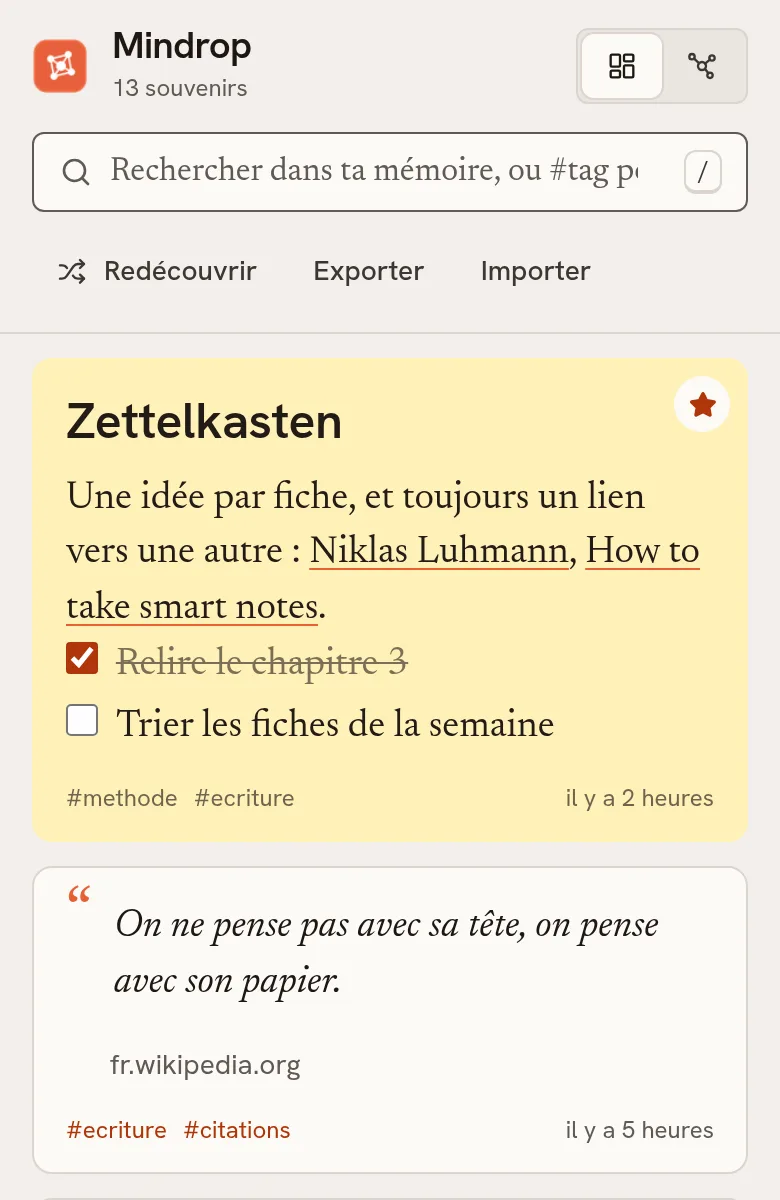 Mindrop
13 souvenirs
Rechercher dans ta mémoire, ou #tag
/
Redécouvrir Exporter Importer
Zettelkasten
Une idée par fiche, et toujours un lien
vers une autre : Niklas Luhmann, How to
take smart notes.
Relire le chapitre 3
Trier les fiches de la semaine
#methode #ecriture il y a 2 heures
“
On ne pense pas avec sa tête, on pense
avec son papier.
fr.wikipedia.org
#ecriture #citations il y a 5 heures